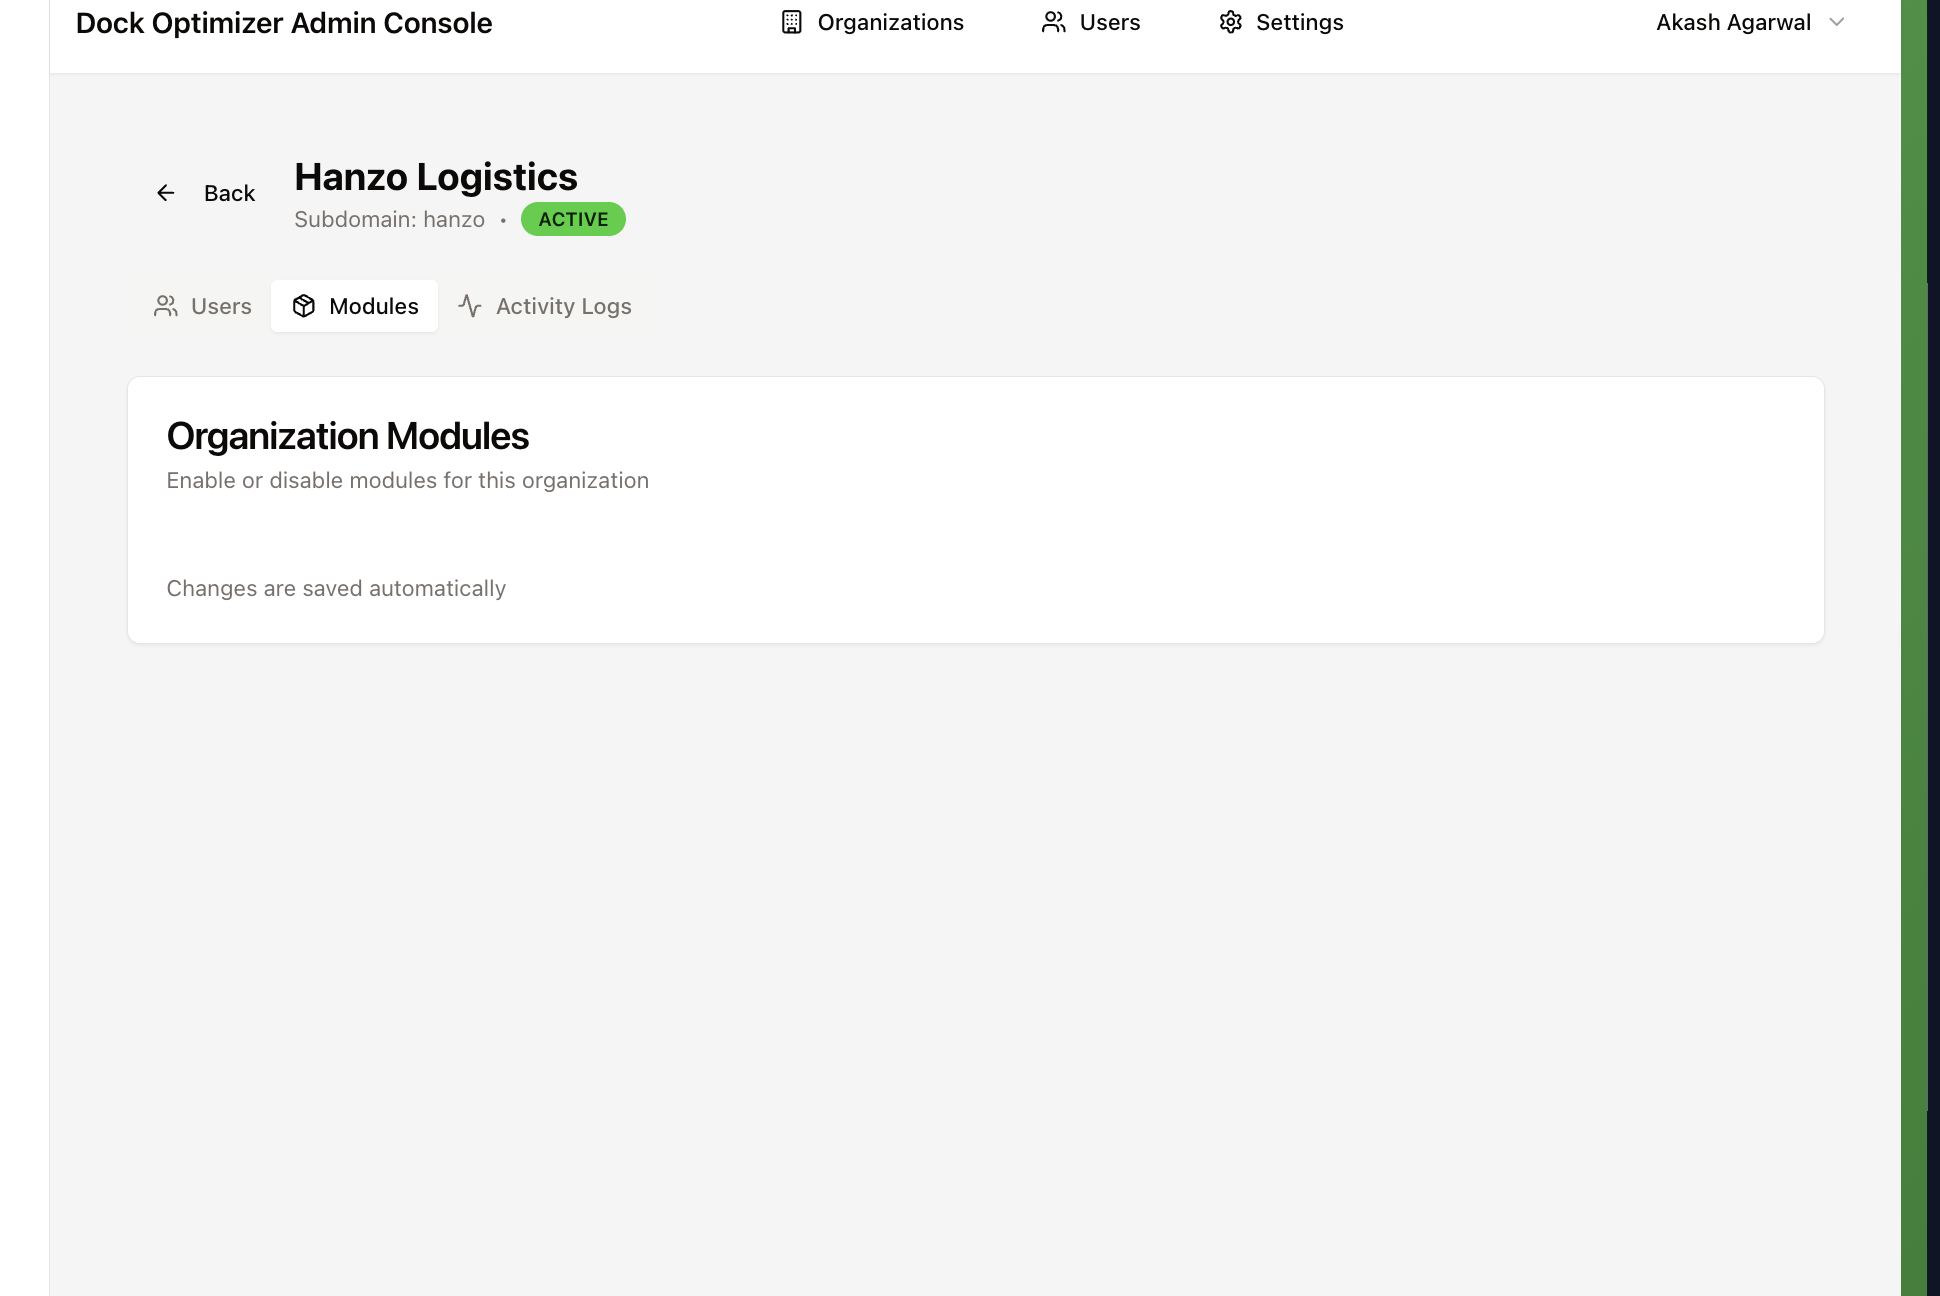 Dock Optimizer Admin Console
Organizations
Users
Settings
Akash Agarwal
Back
Hanzo Logistics
Subdomain: hanzo • ACTIVE
Users
Modules
Activity Logs
Organization Modules
Enable or disable modules for this organization
Changes are saved automatically